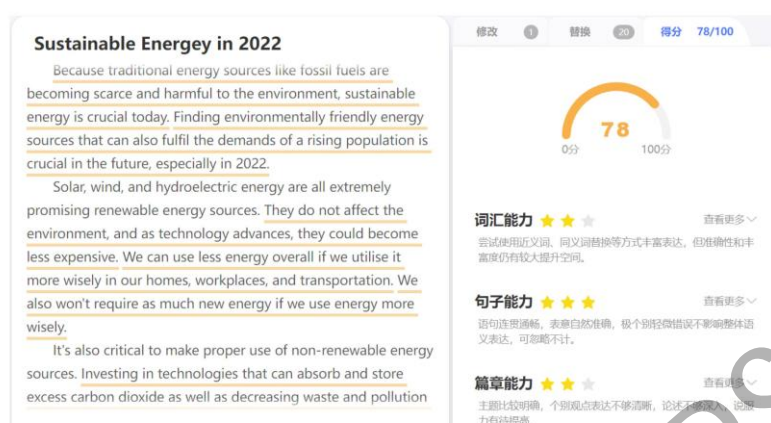 Sustainable Energey in 2022
Because traditional energy sources like fossil fuels are
becoming scarce and harmful to the environment, sustainable
energy is crucial today. Finding environmentally friendly energy
sources that can also fulfil the demands of a rising population is
crucial in the future, especially in 2022.
Solar, wind, and hydroelectric energy are all extremely
promising renewable energy sources. They do not affect the
environment, and as technology advances, they could become
less expensive. We can use less energy overall if we utilise it
more wisely in our homes, workplaces, and transportation. We
also won't require as much new energy if we use energy more
wisely.
It's also critical to make proper use of non-renewable energy
sources. Investing in technologies that can absorb and store
excess carbon dioxide as well as decreasing waste and pollution
修改 1 替换 20 得分 78/100
78
0分 100分
词汇能力 查看更多
尝试使用近义词、同义词替换等方式丰富表达，但准确性和丰
富度仍有较大提升空间。
句子能力 查看更多
语句连贯通畅，表意自然准确，极个别轻微错误不影响整体语
义表达，可忽略不计。
篇章能力 查看更多
主题比较明确，个别观点表达不够清晰，论述不够深入，说服
力有待提高